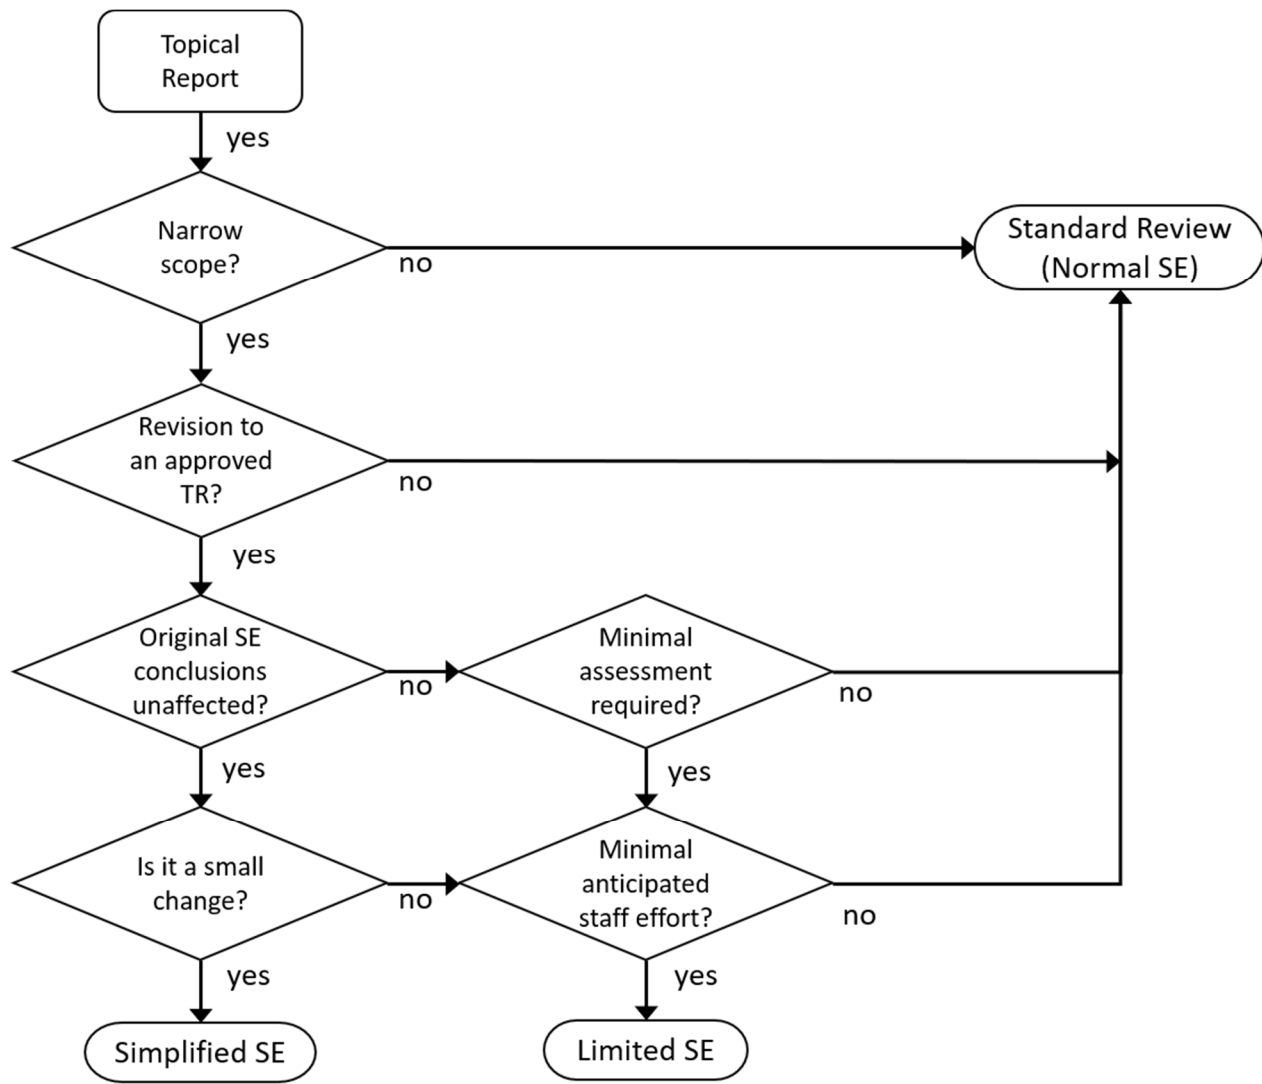 Topical
Report
yes
Narrow
scope?
no
Standard Review
(Normal SE)
yes
Revision to
an approved
TR?
no
yes
Original SE
conclusions
unaffected?
no
Minimal
assessment
required?
no
yes
yes
Is it a small
change?
no
Minimal
anticipated
staff effort?
no
yes
yes
Simplified SE
Limited SE